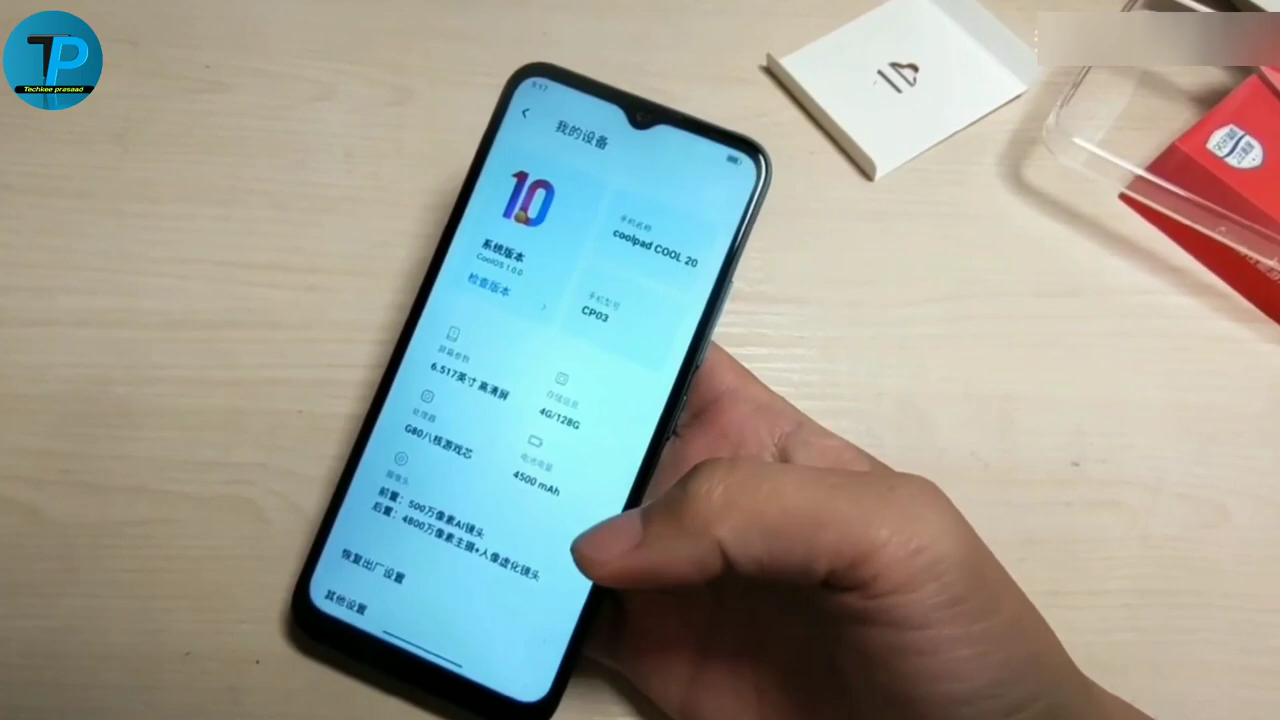 TP
Techkee prasaad
9:17
我的设备
10
系统版本
CoolOS 1.0.0
检查版本
手机名称
coolpad COOL 20
手机型号
CP03
屏幕参数
6.517英寸 高清屏
存储信息
4G/128G
处理器
G80八核游戏芯
电池电量
4500 mAh
摄像头
前置：500万像素AI镜头
后置：4800万像素主摄+人像虚化镜头
恢复出厂设置
其他设置